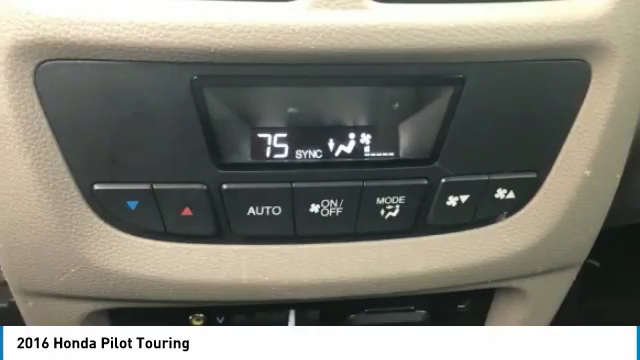 75 SYNC
AUTO
ON/
OFF
MODE
V
2016 Honda Pilot Touring